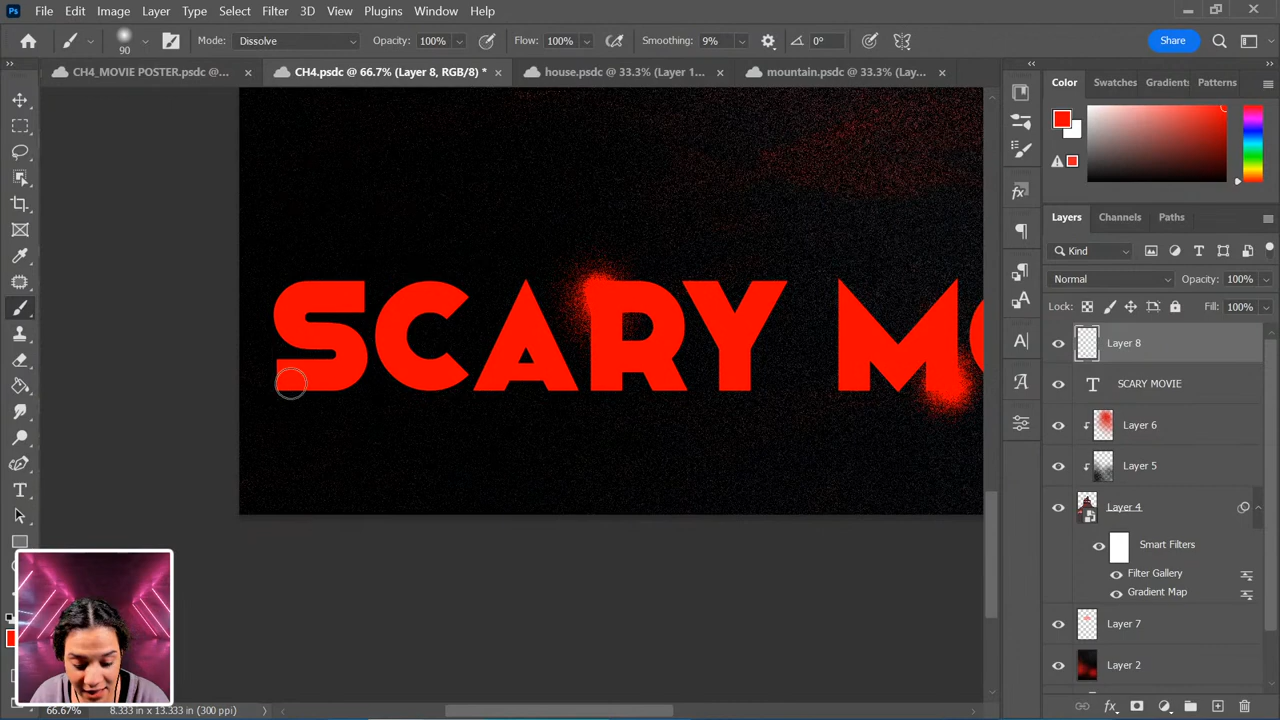 Ps File Edit Image Layer Type Select Filter 3D View Plugins Window Help
90 Mode: Dissolve Opacity: 100% Flow: 100% Smoothing: 9% 0° Share
CH4_MOVIE POSTER.psdc @... × CH4.psdc @ 66.7% (Layer 8, RGB/8) * × house.psdc @ 33.3% (Layer 1... × mountain.psdc @ 33.3% (Lay... ×
Color Swatches Gradient: Patterns
Layers Channels Paths
Kind
Normal Opacity: 100%
Lock: Fill: 100%
Layer 8
SCARY MOVIE
Layer 6
Layer 5
Layer 4
Smart Filters
Filter Gallery
Gradient Map
Layer 7
Layer 2
SCARY MO
66.67% 8.333 in x 13.333 in (300 ppi)